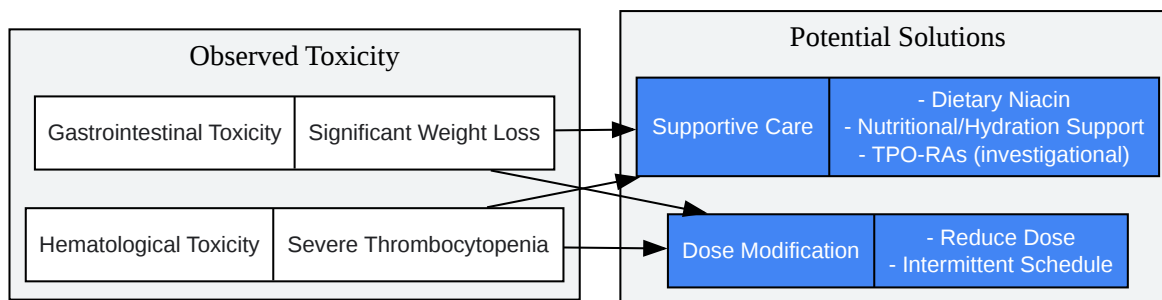 Observed Toxicity
Gastrointestinal Toxicity
Significant Weight Loss
Hematological Toxicity
Severe Thrombocytopenia
Potential Solutions
Supportive Care
- Dietary Niacin
- Nutritional/Hydration Support
- TPO-RAs (investigational)
Dose Modification
- Reduce Dose
- Intermittent Schedule